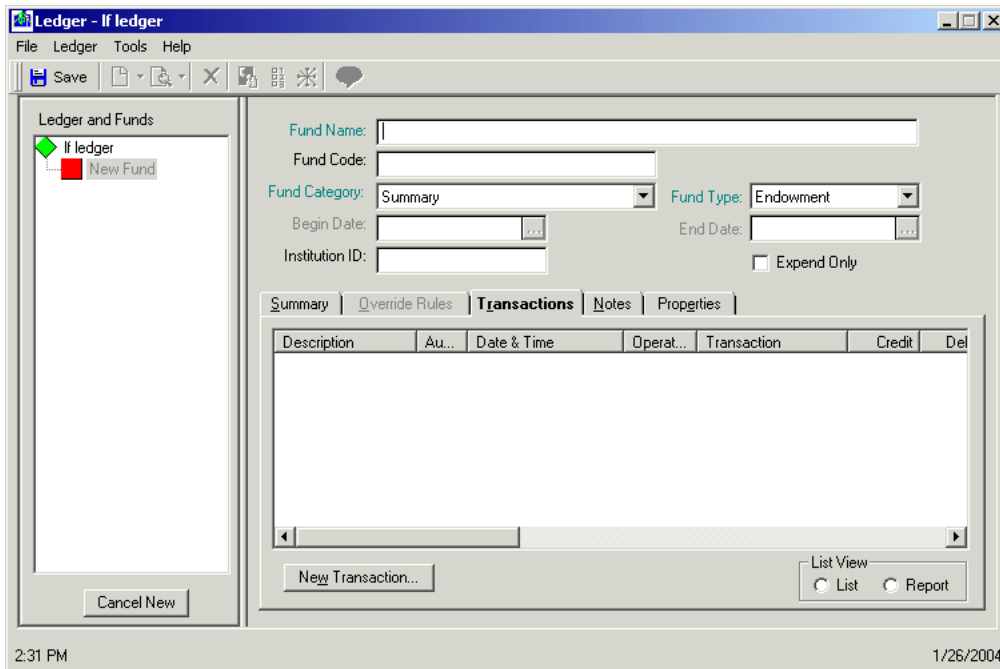 Ledger - lf ledger
File Ledger Tools Help
Save
Ledger and Funds
lf ledger
New Fund
Cancel New
Fund Name:
Fund Code:
Fund Category: Summary
Fund Type: Endowment
Begin Date: ...
End Date: ...
Institution ID:
Expend Only
Summary Override Rules Transactions Notes Properties
Description Au... Date & Time Operat... Transaction Credit Del
New Transaction...
List View
List Report
2:31 PM 1/26/2004